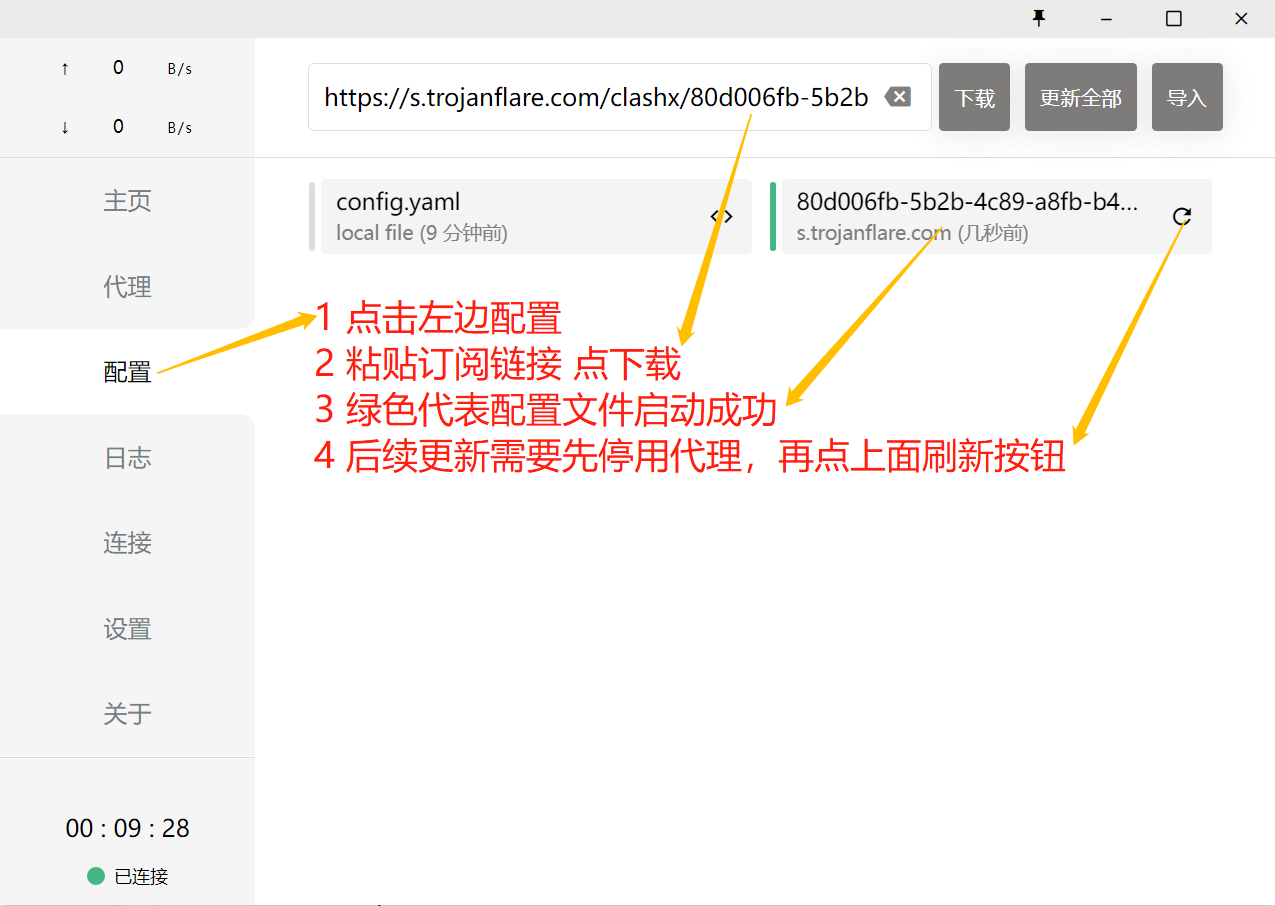 ↑ 0 B/s
↓ 0 B/s
主页
代理
配置
日志
连接
设置
关于
00 : 09 : 28
已连接
https://s.trojanflare.com/clashx/80d006fb-5b2b
下载
更新全部
导入
config.yaml
local file (9 分钟前)
80d006fb-5b2b-4c89-a8fb-b4...
s.trojanflare.com (几秒前)
1 点击左边配置
2 粘贴订阅链接 点下载
3 绿色代表配置文件启动成功
4 后续更新需要先停用代理，再点上面刷新按钮